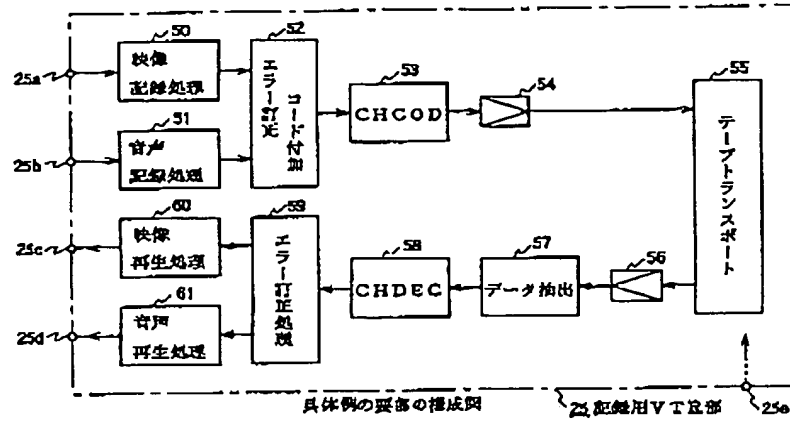 50
映像
記録処理
25a
51
音声
記録処理
25b
52
エラー訂正
コード付加
53
CHCOD
54
55
テープトランスポート
60
映像
再生処理
25c
61
音声
再生処理
25d
59
エラー訂正処理
58
CHDEC
57
データ抽出
56
具体例の要部の構成図
25 記録用VTR部
25e